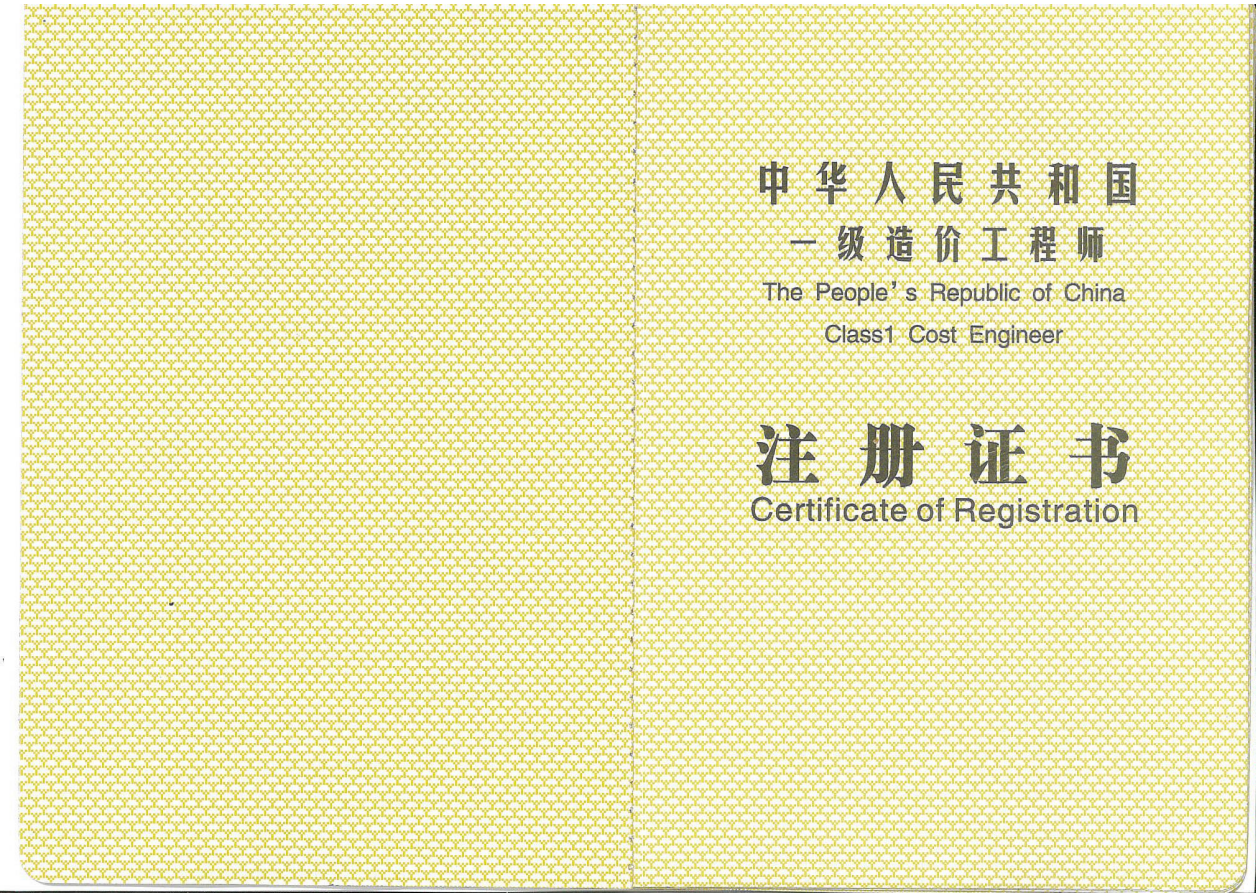 中华人民共和国
一级造价工程师
The People's Republic of China
Class1 Cost Engineer
注册证书
Certificate of Registration